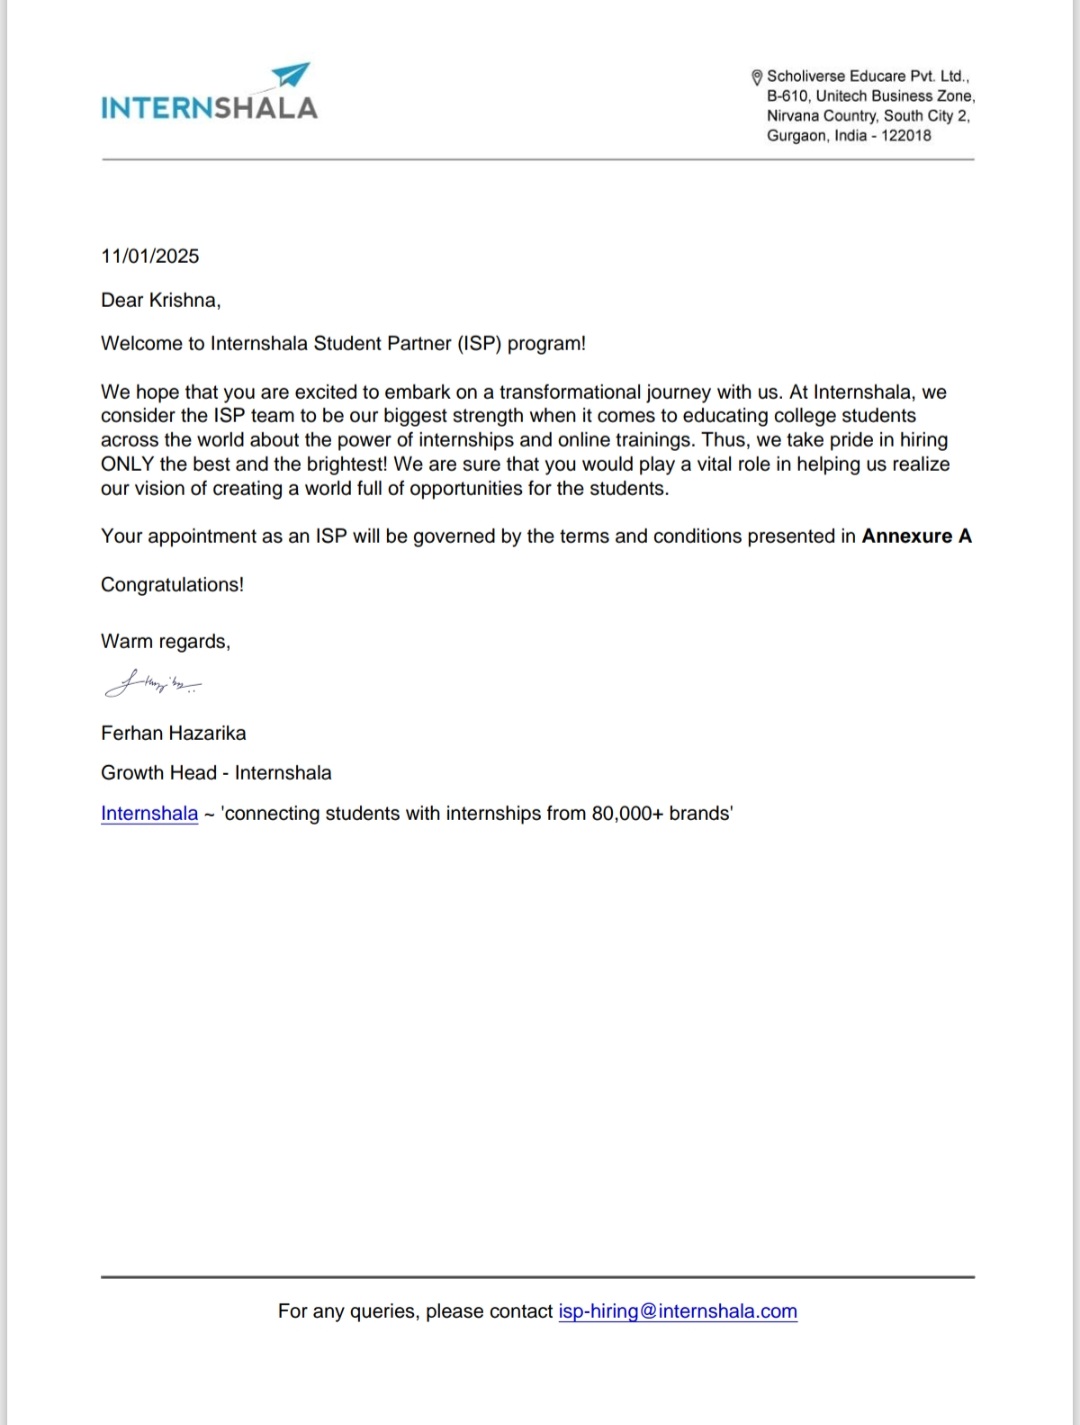 INTERNSHALA
Scholiverse Educare Pvt. Ltd.,
B-610, Unitech Business Zone,
Nirvana Country, South City 2,
Gurgaon, India - 122018
11/01/2025
Dear Krishna,
Welcome to Internshala Student Partner (ISP) program!
We hope that you are excited to embark on a transformational journey with us. At Internshala, we
consider the ISP team to be our biggest strength when it comes to educating college students
across the world about the power of internships and online trainings. Thus, we take pride in hiring
ONLY the best and the brightest! We are sure that you would play a vital role in helping us realize
our vision of creating a world full of opportunities for the students.
Your appointment as an ISP will be governed by the terms and conditions presented in Annexure A
Congratulations!
Warm regards,
Ferhan Hazarika
Growth Head - Internshala
Internshala ~ 'connecting students with internships from 80,000+ brands'
For any queries, please contact isp-hiring@internshala.com